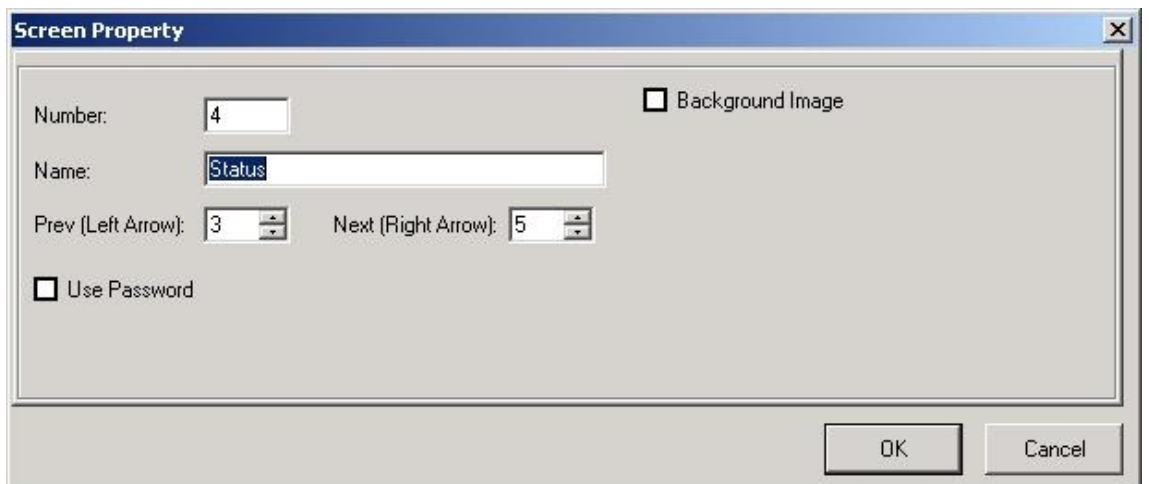 Screen Property
Number: 4
Background Image
Name: Status
Prev (Left Arrow): 3 Next (Right Arrow): 5
Use Password
OK Cancel